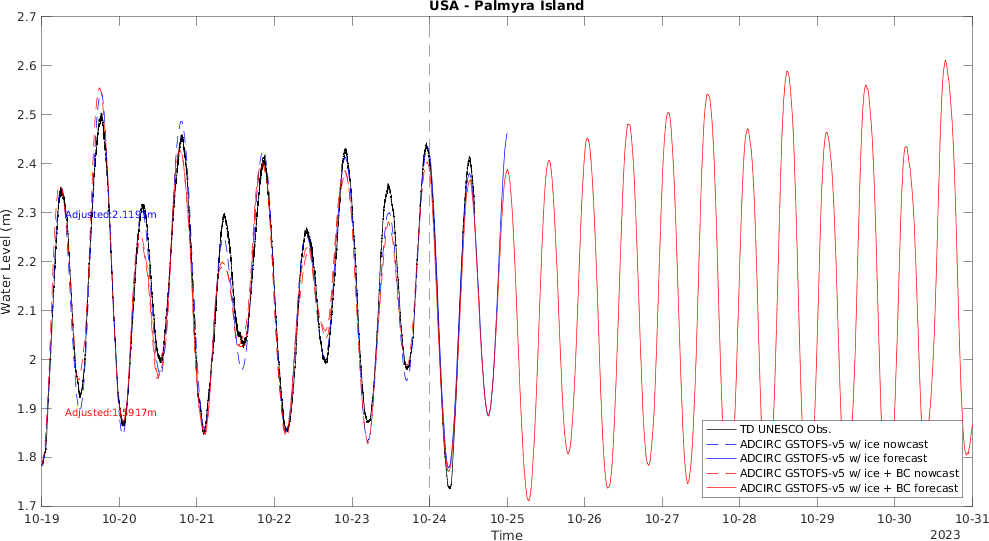 USA - Palmyra Island
2.7
2.6
2.5
2.4
2.3
2.2
2.1
2
1.9
1.8
1.7
Water Level (m)
Adjusted:2.119m
Adjusted:1.5917m
TD UNESCO Obs.
ADCIRC GSTOFS-v5 w/ ice nowcast
ADCIRC GSTOFS-v5 w/ ice forecast
ADCIRC GSTOFS-v5 w/ ice + BC nowcast
ADCIRC GSTOFS-v5 w/ ice + BC forecast
10-19 10-20 10-21 10-22 10-23 10-24 10-25 10-26 10-27 10-28 10-29 10-30 10-31
Time
2023